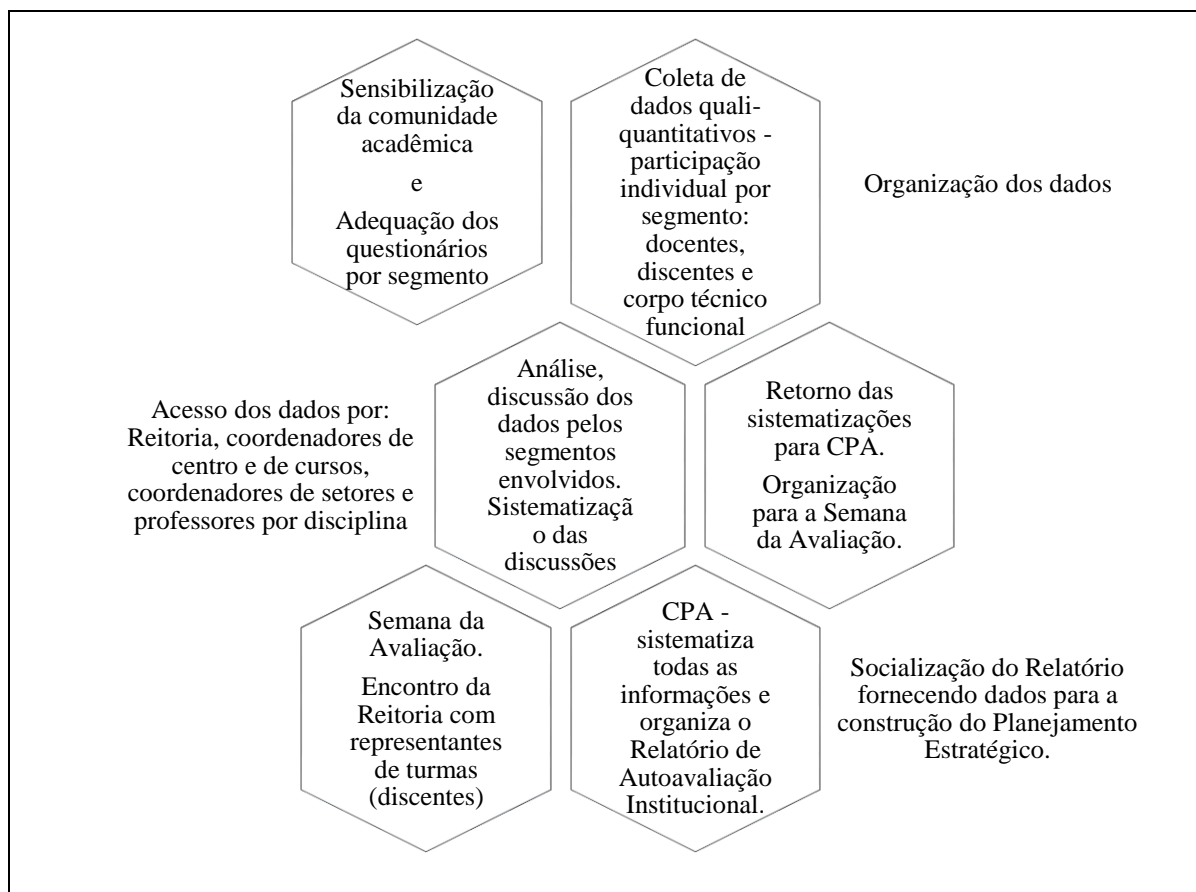 Sensibilização
da comunidade
acadêmica
e
Adequação dos
questionários
por segmento
Coleta de
dados quali-
quantitativos -
participação
individual por
segmento:
docentes,
discentes e
corpo técnico
funcional
Organização dos dados
Acesso dos dados por:
Reitoria, coordenadores de
centro e de cursos,
coordenadores de setores e
professores por disciplina
Análise,
discussão dos
dados pelos
segmentos
envolvidos.
Sistematizaçã
o das
discussões
Retorno das
sistematizações
para CPA.
Organização
para a Semana
da Avaliação.
Semana da
Avaliação.
Encontro da
Reitoria com
representantes
de turmas
(discentes)
CPA -
sistematiza
todas as
informações e
organiza o
Relatório de
Autoavaliação
Institucional.
Socialização do Relatório
fornecendo dados para a
construção do Planejamento
Estratégico.